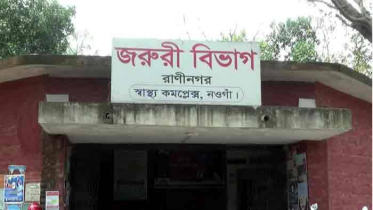 জরুরী বিভাগ
রাণীনগর
স্বাস্থ্য কমপ্লেক্স, নওগাঁ।